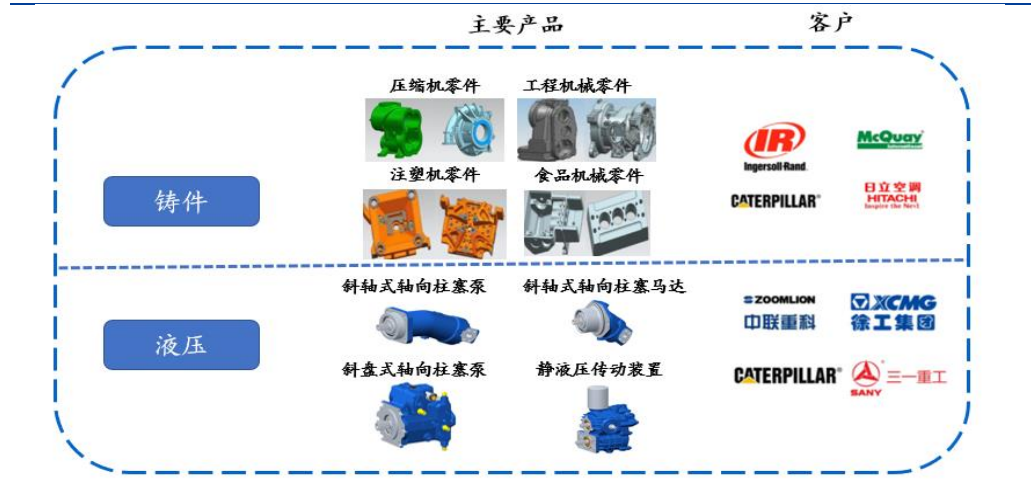 主要产品 客户
压缩机零件 工程机械零件
注塑机零件 食品机械零件
铸件
IR
Ingersoll-Rand.
McQuay
CATERPILLAR®
日立空调
HITACHI
Inspire the Next
斜轴式轴向柱塞泵 斜轴式轴向柱塞马达
斜盘式轴向柱塞泵 静液压传动装置
液压
ZOOMLION
中联重科
XCMG
徐工集团
CATERPILLAR®
SANY
三一重工